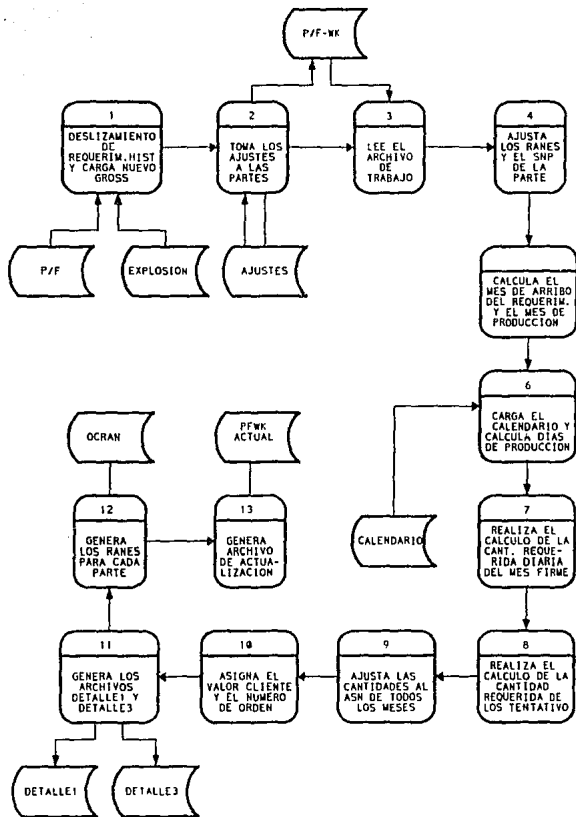 P/F-WK
1
DESLIZAMIENTO
DE
REQUERIM.HIST
Y CARGA NUEVO
GROSS
2
TOMA LOS
AJUSTES
A LAS
PARTES
3
LEE EL
ARCHIVO
DE
TRABAJO
4
AJUSTA
LOS RANES
Y EL SNP
DE LA
PARTE
P/F
EXPLOSION
AJUSTES
CALCULA EL
MES DE ARRIBO
DEL REQUERIM.
Y EL MES DE
PRODUCCION
6
CARGA EL
CALENDARIO Y
CALCULA DIAS
DE PRODUCCION
OCRAN
PFWK
ACTUAL
12
GENERA
LOS RANES
PARA CADA
PARTE
13
GENERA
ARCHIVO
DE ACTUA-
LIZACION
CALENDARIO
7
REALIZA EL
CALCULO DE LA
CANT. REQUE-
RIDA DIARIA
DEL MES FIRME
11
GENERA LOS
ARCHIVOS
DETALLE1 Y
DETALLE3
10
ASIGNA EL
VALOR CLIENTE
Y EL NUMERO
DE ORDEN
9
AJUSTA LAS
CANTIDADES AL
ASN DE TODOS
LOS MESES
8
REALIZA EL
CALCULO DE LA
CANTIDAD
REQUERIDA DE
LOS TENTATIVO
DETALLE1
DETALLE3